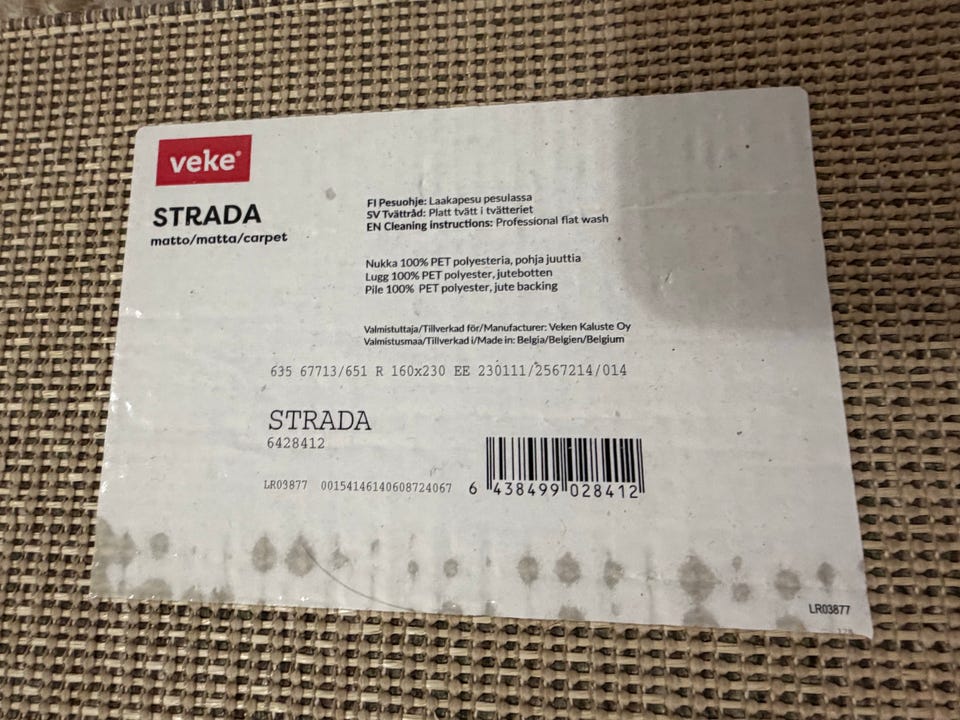 veke®
STRADA
matto/matta/carpet
FI Pesuohje: Laakapesu pesulassa
SV Tvättråd: Platt tvätt i tvätteriet
EN Cleaning instructions: Professional flat wash
Nukka 100% PET polyesteria, pohja juuttia
Lugg 100% PET polyester, jutebotten
Pile 100% PET polyester, jute backing
Valmistuttaja/Tillverkad för/Manufacturer: Veken Kaluste Oy
Valmistusmaa/Tillverkad i/Made in: Belgia/Belgien/Belgium
635 67713/651 R 160x230 EE 230111/2567214/014
STRADA
6428412
LR03877 00154146140608724067
6 438499 028412
LR03877